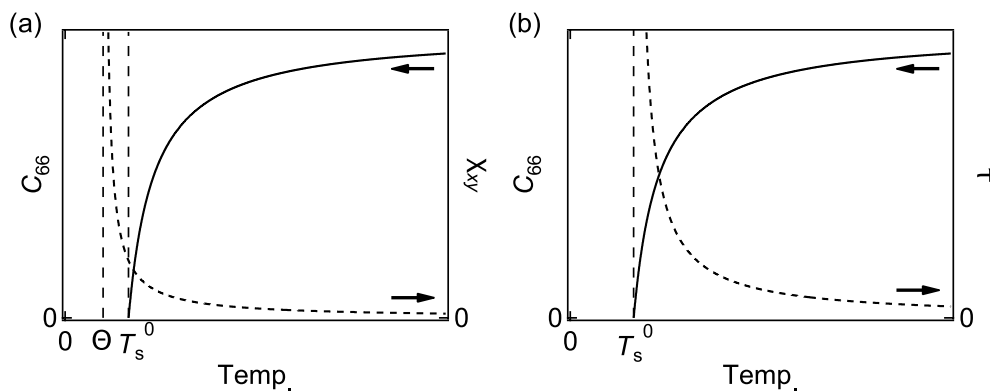 (a)
C₆₆
χxy
0
0
0 Θ Tₛ⁰
Temp.
(b)
C₆₆
τ
0
0
0 Tₛ⁰
Temp.